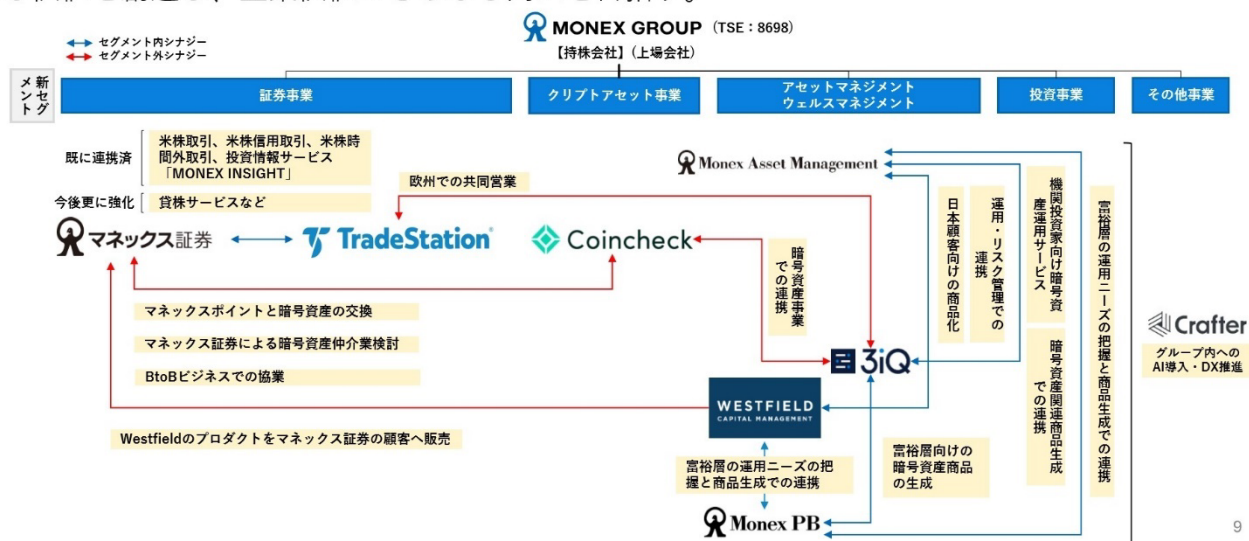 MONEX GROUP (TSE:8698)
【持株会社】(上場会社)
セグメント内シナジー
セグメント外シナジー
新セグ
メント
証券事業
クリプトアセット事業
アセットマネジメント
ウェルスマネジメント
投資事業
その他事業
既に連携済
米株取引、米株信用取引、米株時
間外取引、投資情報サービス
「MONEX INSIGHT」
今後更に強化
貸株サービスなど
マネックス証券
TradeStation
Coincheck
欧州での共同営業
Monex Asset Management
マネックスポイントと暗号資産の交換
マネックス証券による暗号資産仲介業検討
BtoBビジネスでの協業
Westfieldのプロダクトをマネックス証券の顧客へ販売
暗号資産事業
での連携
3iQ
WESTFIELD
CAPITAL MANAGEMENT
日本顧客向けの商品化
運用・リスク管理での
連携
機関投資家向け暗号資
産運用サービス
暗号資産関連商品生成
での連携
富裕層の運用ニーズの把握と商品生成での連携
富裕層の運用ニーズの把
握と商品生成での連携
富裕層向けの
暗号資産商品
の生成
Monex PB
Crafter
グループ内への
AI導入・DX推進
9